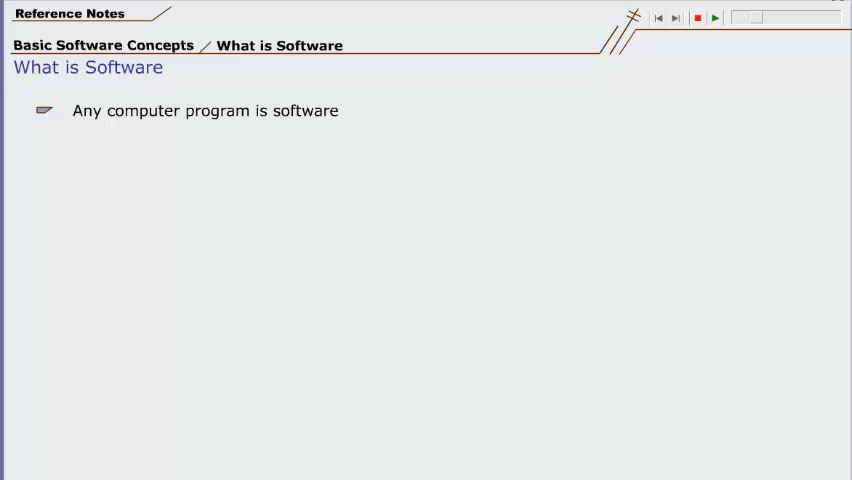 Reference Notes
Basic Software Concepts / What is Software
What is Software
Any computer program is software